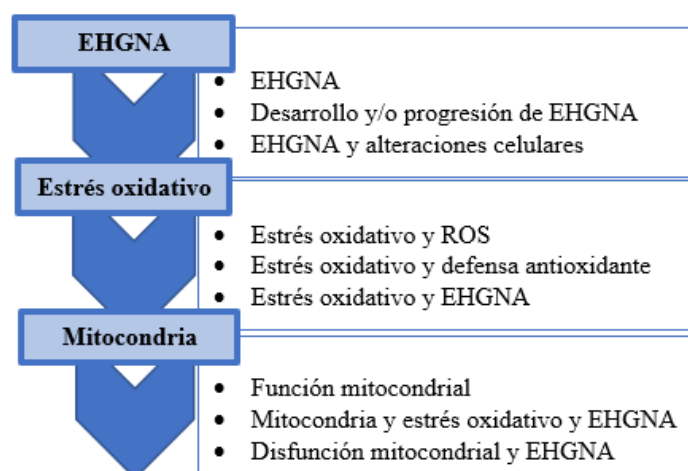 EHGNA
• EHGNA
• Desarrollo y/o progresión de EHGNA
• EHGNA y alteraciones celulares
Estrés oxidativo
• Estrés oxidativo y ROS
• Estrés oxidativo y defensa antioxidante
• Estrés oxidativo y EHGNA
Mitocondria
• Función mitocondrial
• Mitocondria y estrés oxidativo y EHGNA
• Disfunción mitocondrial y EHGNA